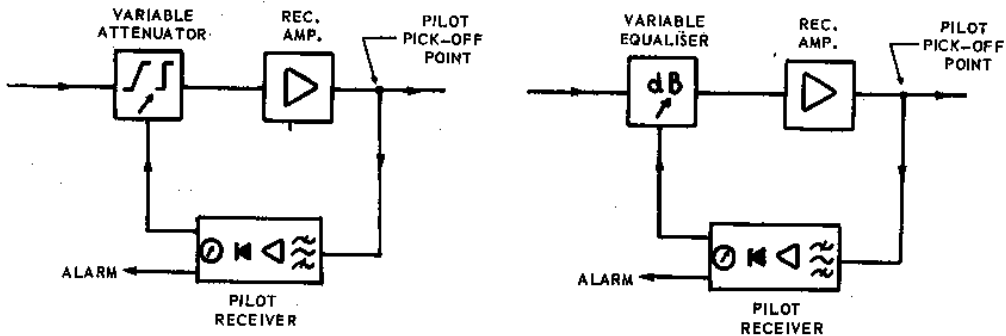 VARIABLE
ATTENUATOR
REC.
AMP.
PILOT
PICK-OFF
POINT
ALARM
PILOT
RECEIVER
VARIABLE
EQUALISER
dB
REC.
AMP.
PILOT
PICK-OFF
POINT
ALARM
PILOT
RECEIVER